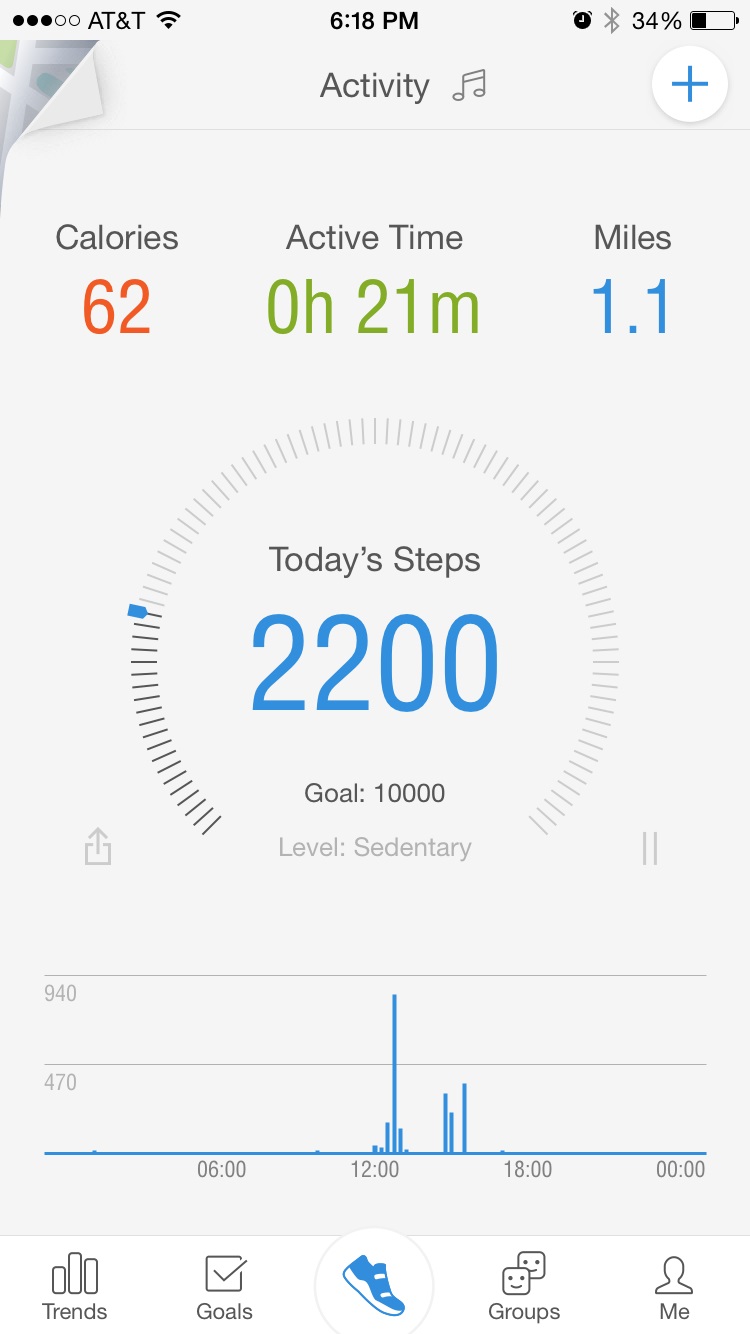 AT&T 6:18 PM 34%
Activity
Calories Active Time Miles
62 0h 21m 1.1
Today's Steps
2200
Goal: 10000
Level: Sedentary
940
470
06:00 12:00 18:00 00:00
Trends Goals Groups Me